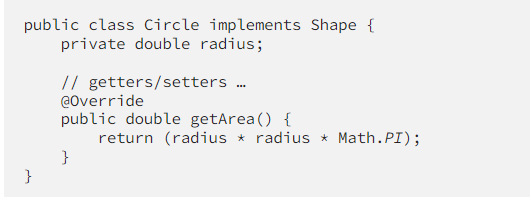 public class Circle implements Shape {
    private double radius;

    // getters/setters …
    @Override
    public double getArea() {
        return (radius * radius * Math.PI);
    }
}